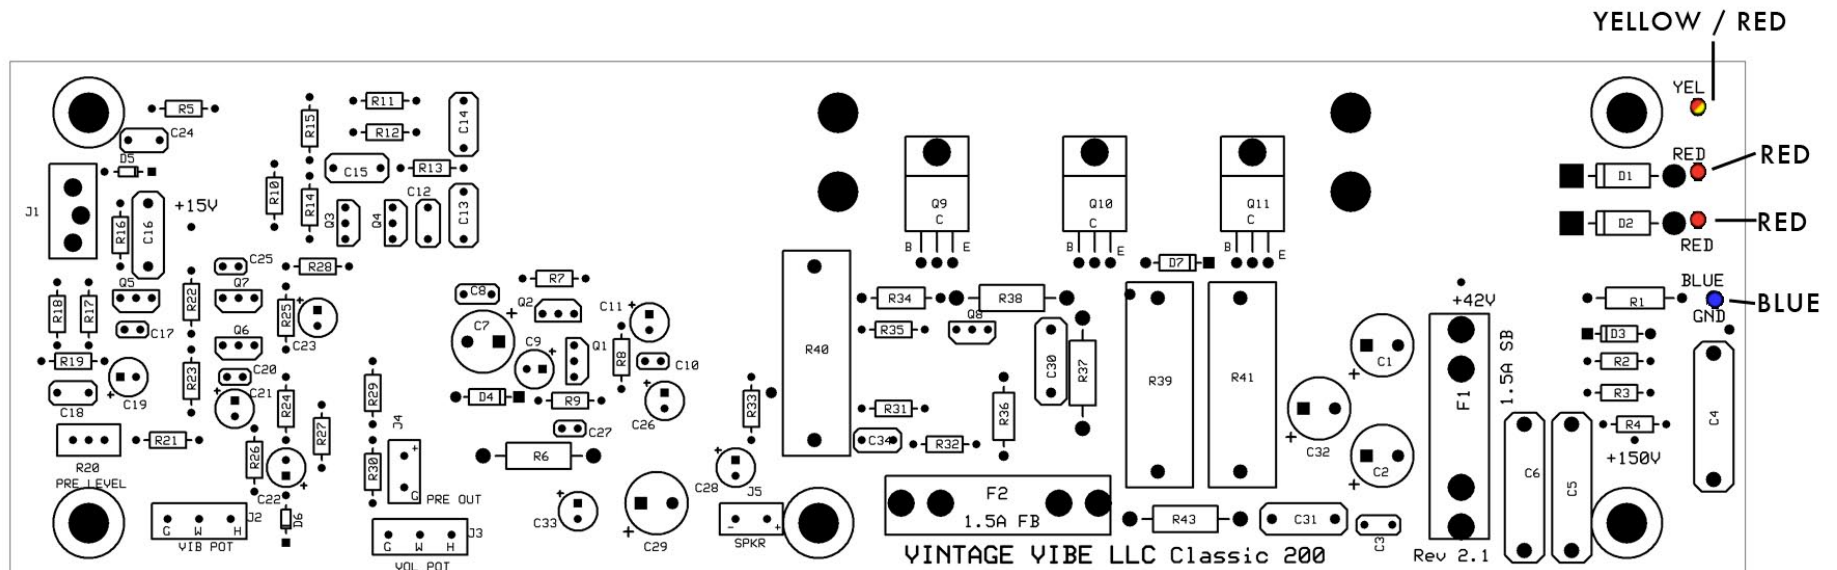 YELLOW / RED
YEL
R5
R11
R15
C14
C24
R12
D5
C15
R13
RED
RED
D1
J1
+15V
R10
R14
C12
C13
Q3
Q4
R16
C16
Q9
C
B
E
Q10
C
B
E
Q11
C
B
E
D2
RED
RED
C25
R28
D7
Q5
R22
Q7
R7
C8
Q2
C11
R34
R38
+42V
BLUE
R1
BLUE
GND
R18
R17
C17
R25
C23
+
C7
+
+
R35
Q8
C1
+
D3
Q6
C9
+
Q1
R8
C10
R40
C30
R37
1.5A SB
R19
R23
C20
R2
C18
C19
+
C21
+
R24
R29
D4
R9
C26
+
R33
R39
R41
F1
R3
R36
R31
C32
+
R4
C4
R20
R21
R27
J4
+
C27
C34
R32
+150V
PRE LEVEL
R26
C22
+
R30
G
PRE OUT
R6
C28
+
C2
+
C6
C5
J2
G W H
VIB POT
D6
J3
G W H
VOL POT
C33
+
C29
+
J5
- +
SPKR
F2
1.5A FB
R43
C31
C3
VINTAGE VIBE LLC Classic 200
Rev 2.1